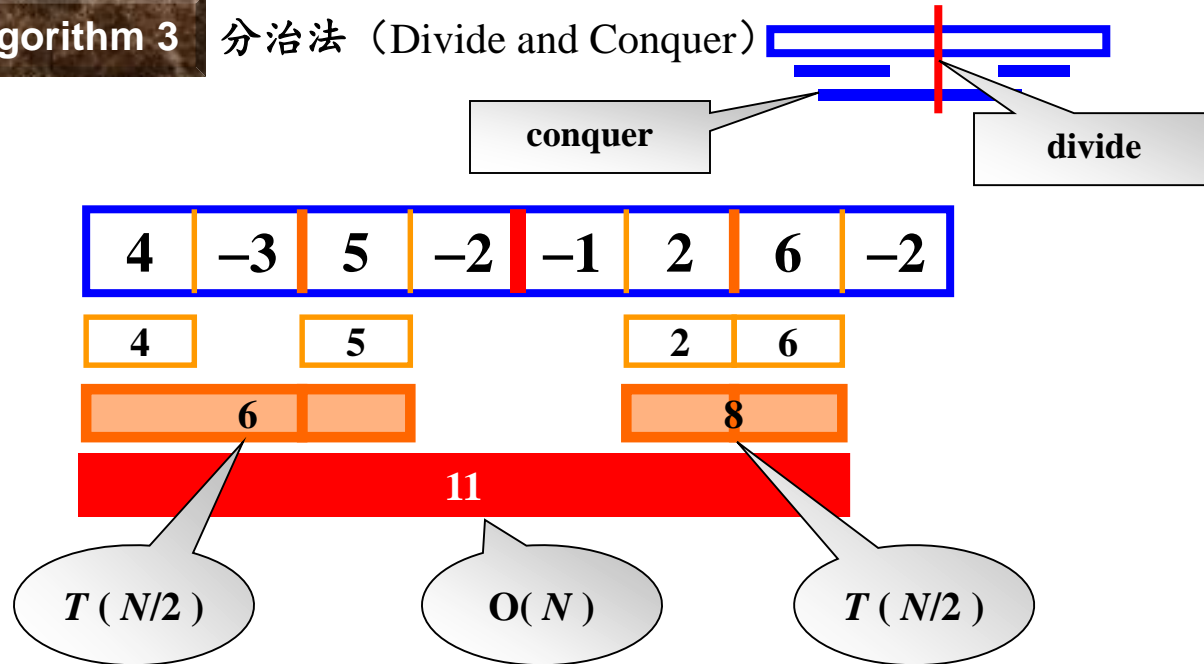 gorithm 3 分治法（Divide and Conquer）
conquer
divide
4 –3 5 –2 –1 2 6 –2
4 5 2 6
6 8
11
T ( N/2 ) O( N ) T ( N/2 )